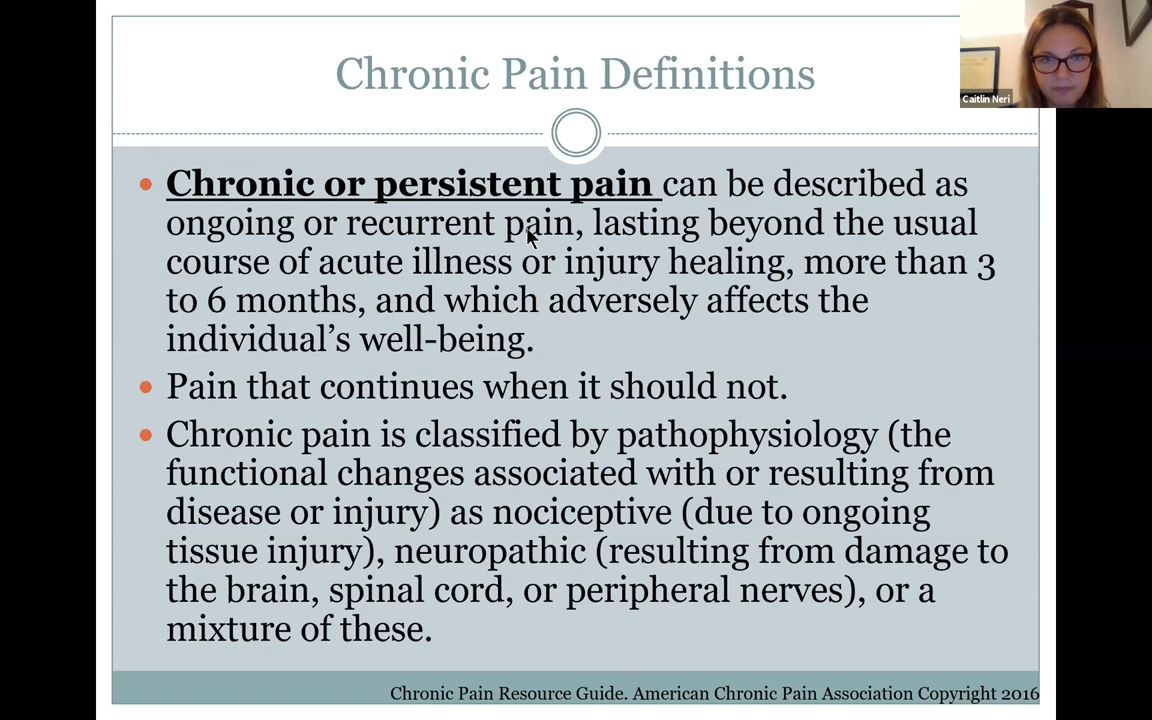 Chronic Pain Definitions
Caitlin Neri
• Chronic or persistent pain can be described as
ongoing or recurrent pain, lasting beyond the usual
course of acute illness or injury healing, more than 3
to 6 months, and which adversely affects the
individual's well-being.
• Pain that continues when it should not.
• Chronic pain is classified by pathophysiology (the
functional changes associated with or resulting from
disease or injury) as nociceptive (due to ongoing
tissue injury), neuropathic (resulting from damage to
the brain, spinal cord, or peripheral nerves), or a
mixture of these.
Chronic Pain Resource Guide. American Chronic Pain Association Copyright 2016